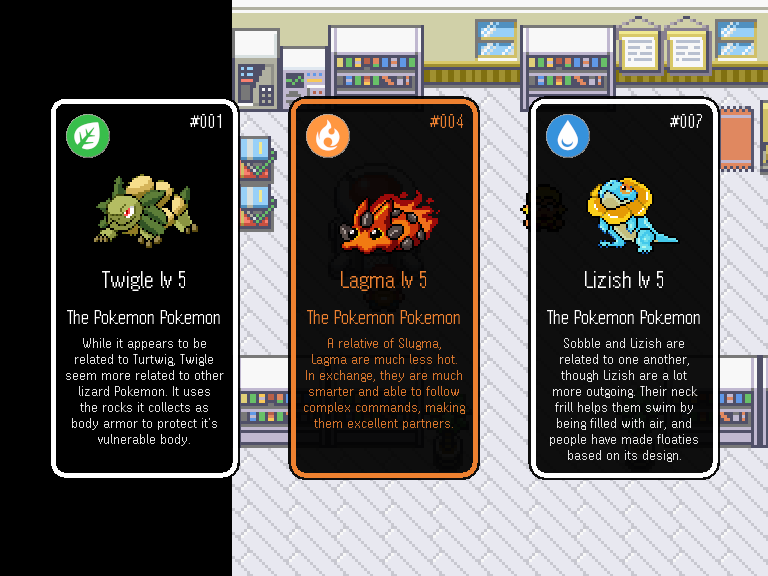 #001
Twigle lv 5
The Pokemon Pokemon
While it appears to be
related to Turtwig, Twigle
seem more related to other
lizard Pokemon. It uses
the rocks it collects as
body armor to protect it's
vulnerable body.
#004
Lagma lv 5
The Pokemon Pokemon
A relative of Slugma,
Lagma are much less hot.
In exchange, they are much
smarter and able to follow
complex commands, making
them excellent partners.
#007
Lizish lv 5
The Pokemon Pokemon
Sobble and Lizish are
related to one another,
though Lizish are a lot
more outgoing. Their neck
frill helps them swim by
being filled with air, and
people have made floaties
based on its design.